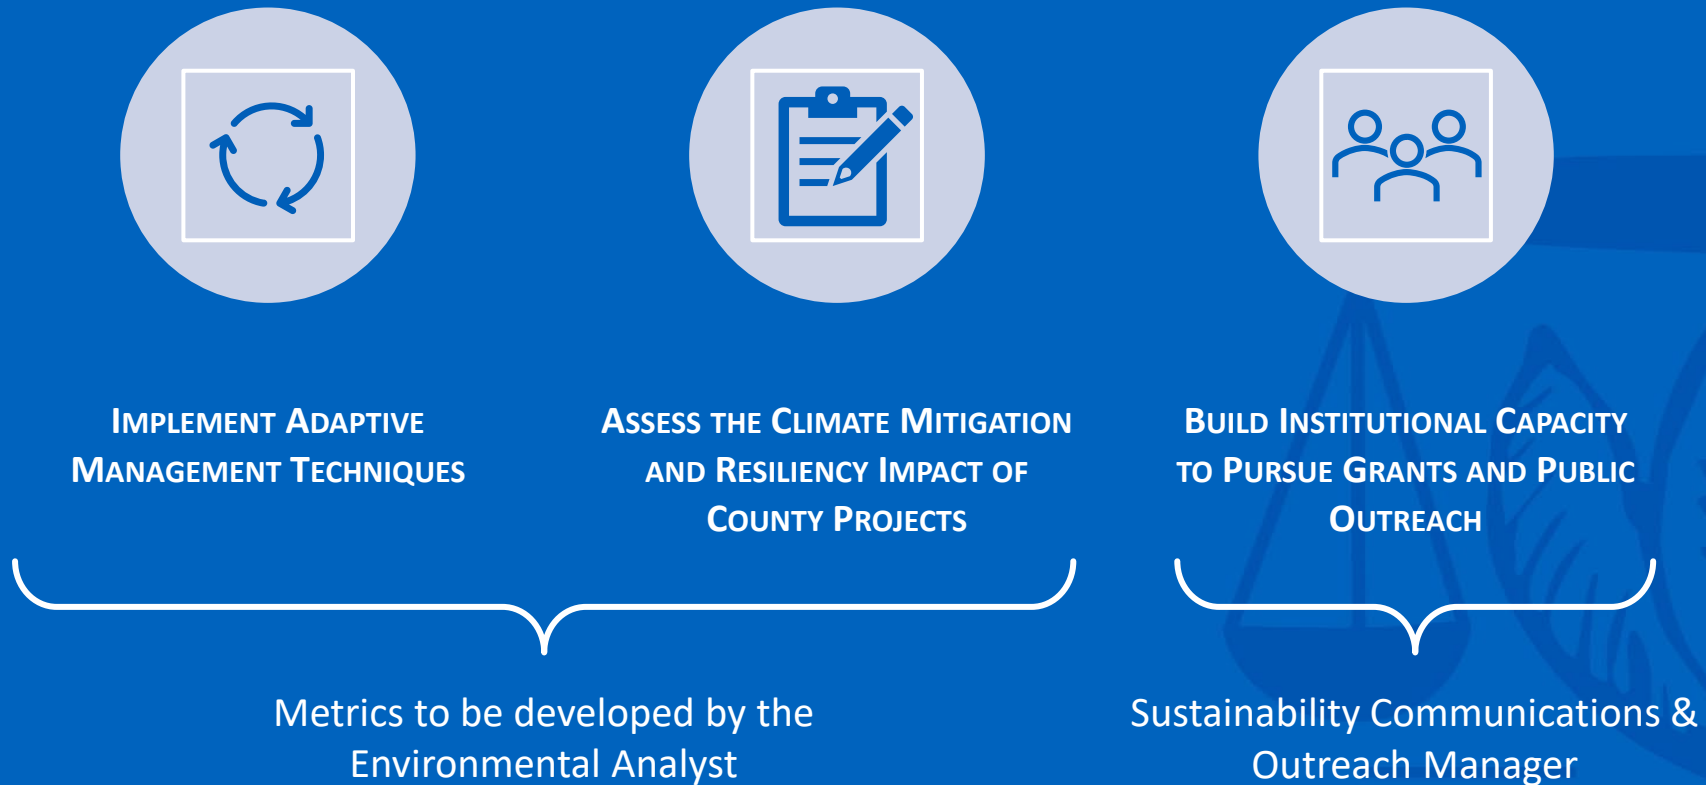 IMPLEMENT ADAPTIVE
MANAGEMENT TECHNIQUES
ASSESS THE CLIMATE MITIGATION
AND RESILIENCY IMPACT OF
COUNTY PROJECTS
BUILD INSTITUTIONAL CAPACITY
TO PURSUE GRANTS AND PUBLIC
OUTREACH
Metrics to be developed by the
Environmental Analyst
Sustainability Communications &
Outreach Manager